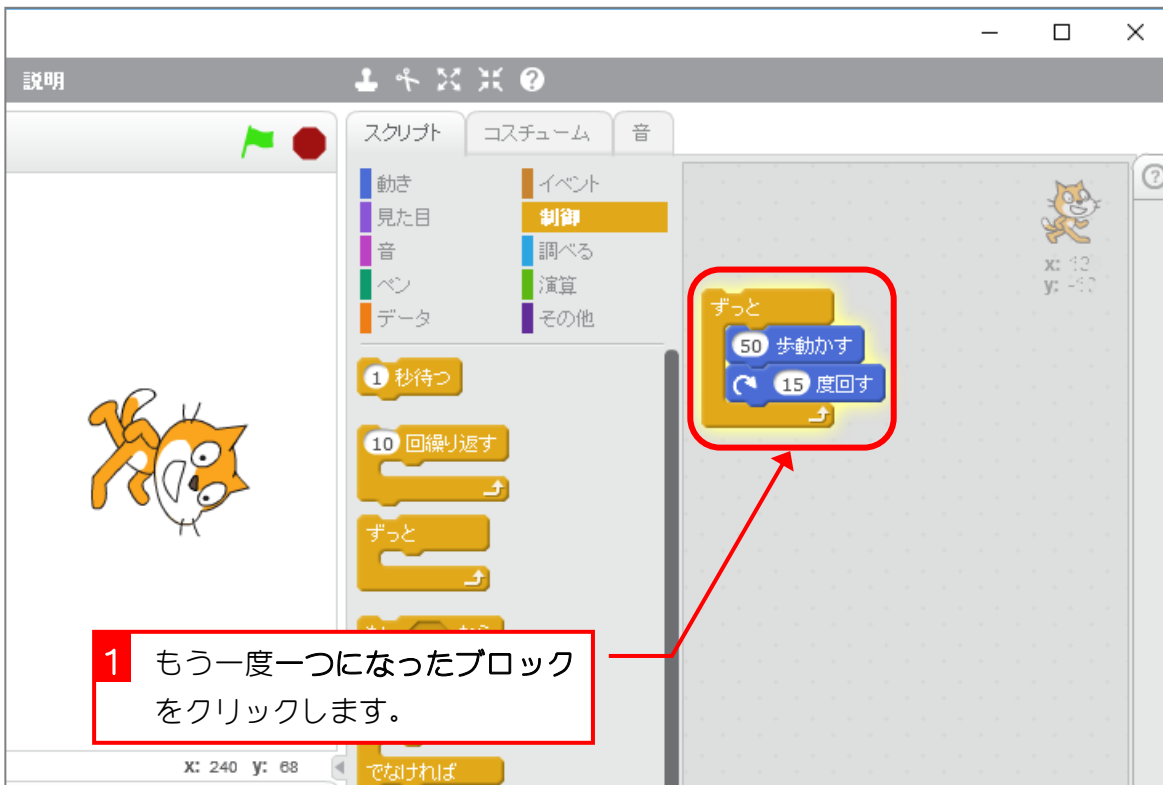 説明
スクリプト
コスチューム
音
動き
イベント
見た目
制御
音
調べる
ペン
演算
データ
その他
1 秒待つ
10 回繰り返す
ずっと
なら
でなければ
ずっと
50 歩動かす
15 度回す
y:
1 もう一度一つになったブロック
をクリックします。
x: 240 y: 68